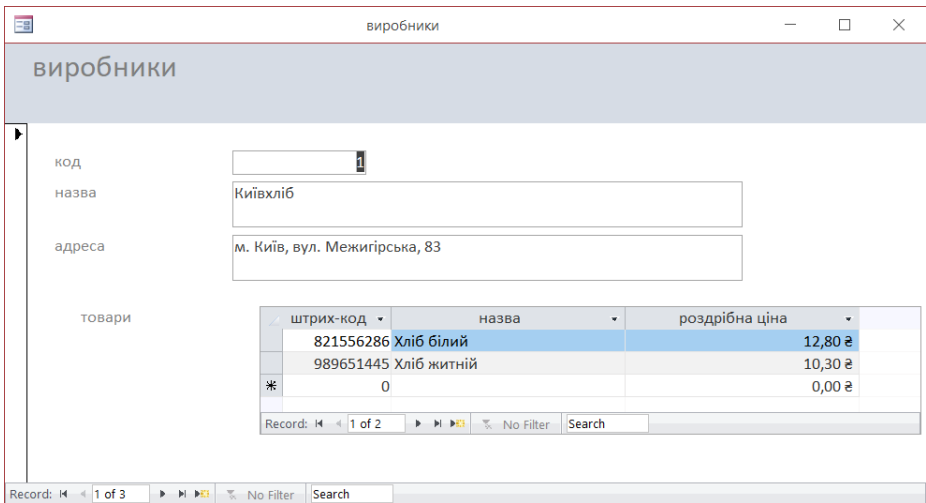 виробники
виробники
код 1
назва Київхліб
адреса м. Київ, вул. Межигірська, 83
товари
штрих-код назва роздрібна ціна
821556286 Хліб білий 12,80 ₴
989651445 Хліб житній 10,30 ₴
0 0,00 ₴
Record: 1 of 2 No Filter Search
Record: 1 of 3 No Filter Search